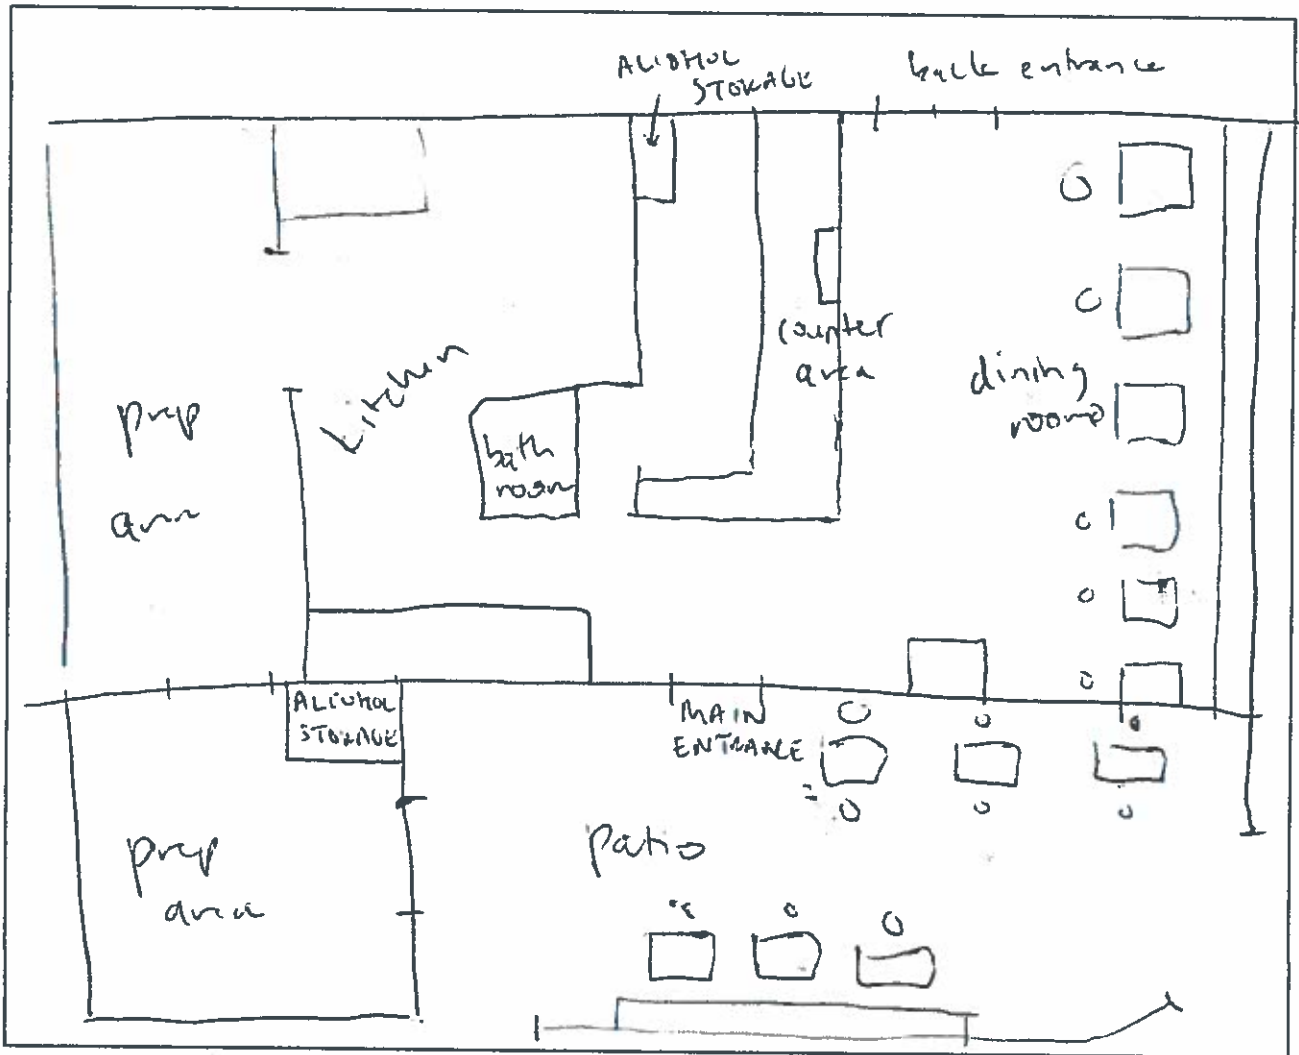 ALCOHOL
STORAGE
back entrance
counter
area
dining
room
kitchen
prep
area
bath
room
ALCOHOL
STORAGE
MAIN
ENTRANCE
prep
area
patio